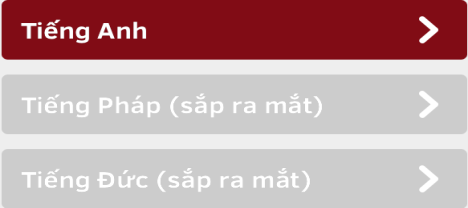 Tiếng Anh
Tiếng Pháp (sắp ra mắt)
Tiếng Đức (sắp ra mắt)